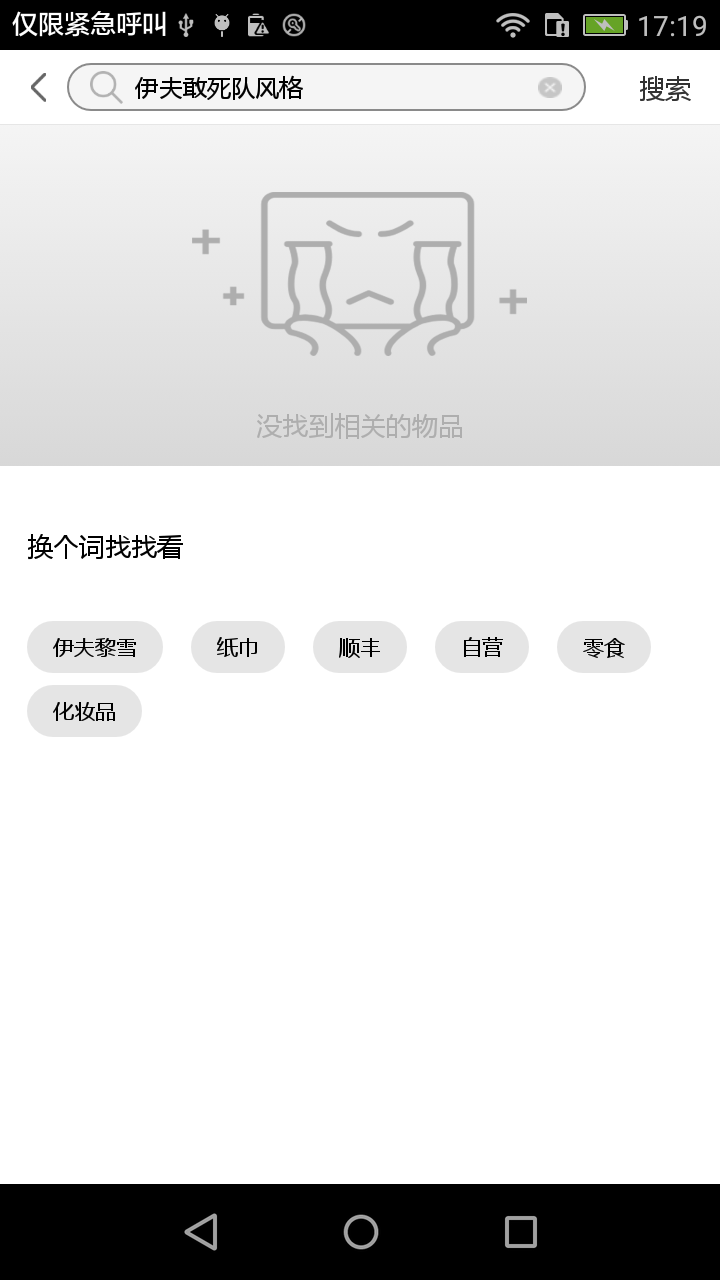 仅限紧急呼叫 17:19
伊夫敢死队风格 搜索
没找到相关的物品
换个词找找看
伊夫黎雪 纸巾 顺丰 自营 零食
化妆品